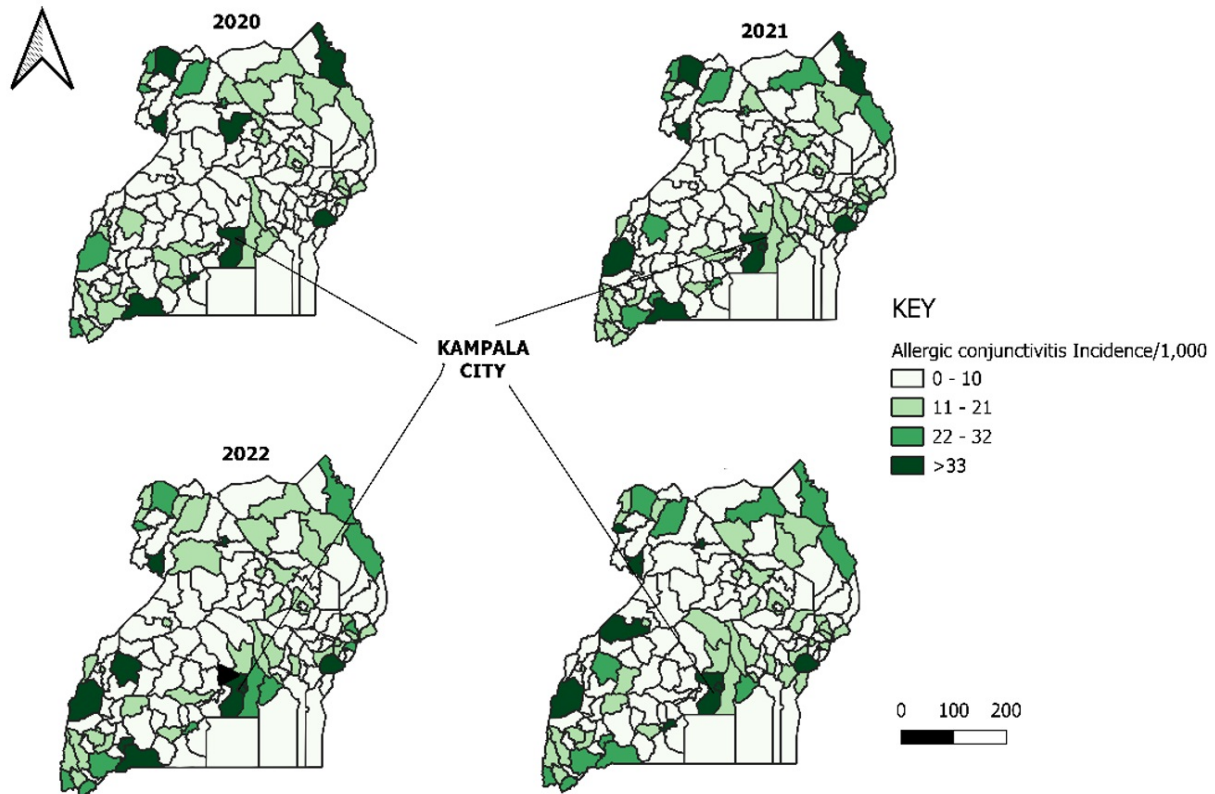 2020
2021
KAMPALA
CITY
KEY
Allergic conjunctivitis Incidence/1,000
0 - 10
11 - 21
22 - 32
>33
2022
0 100 200